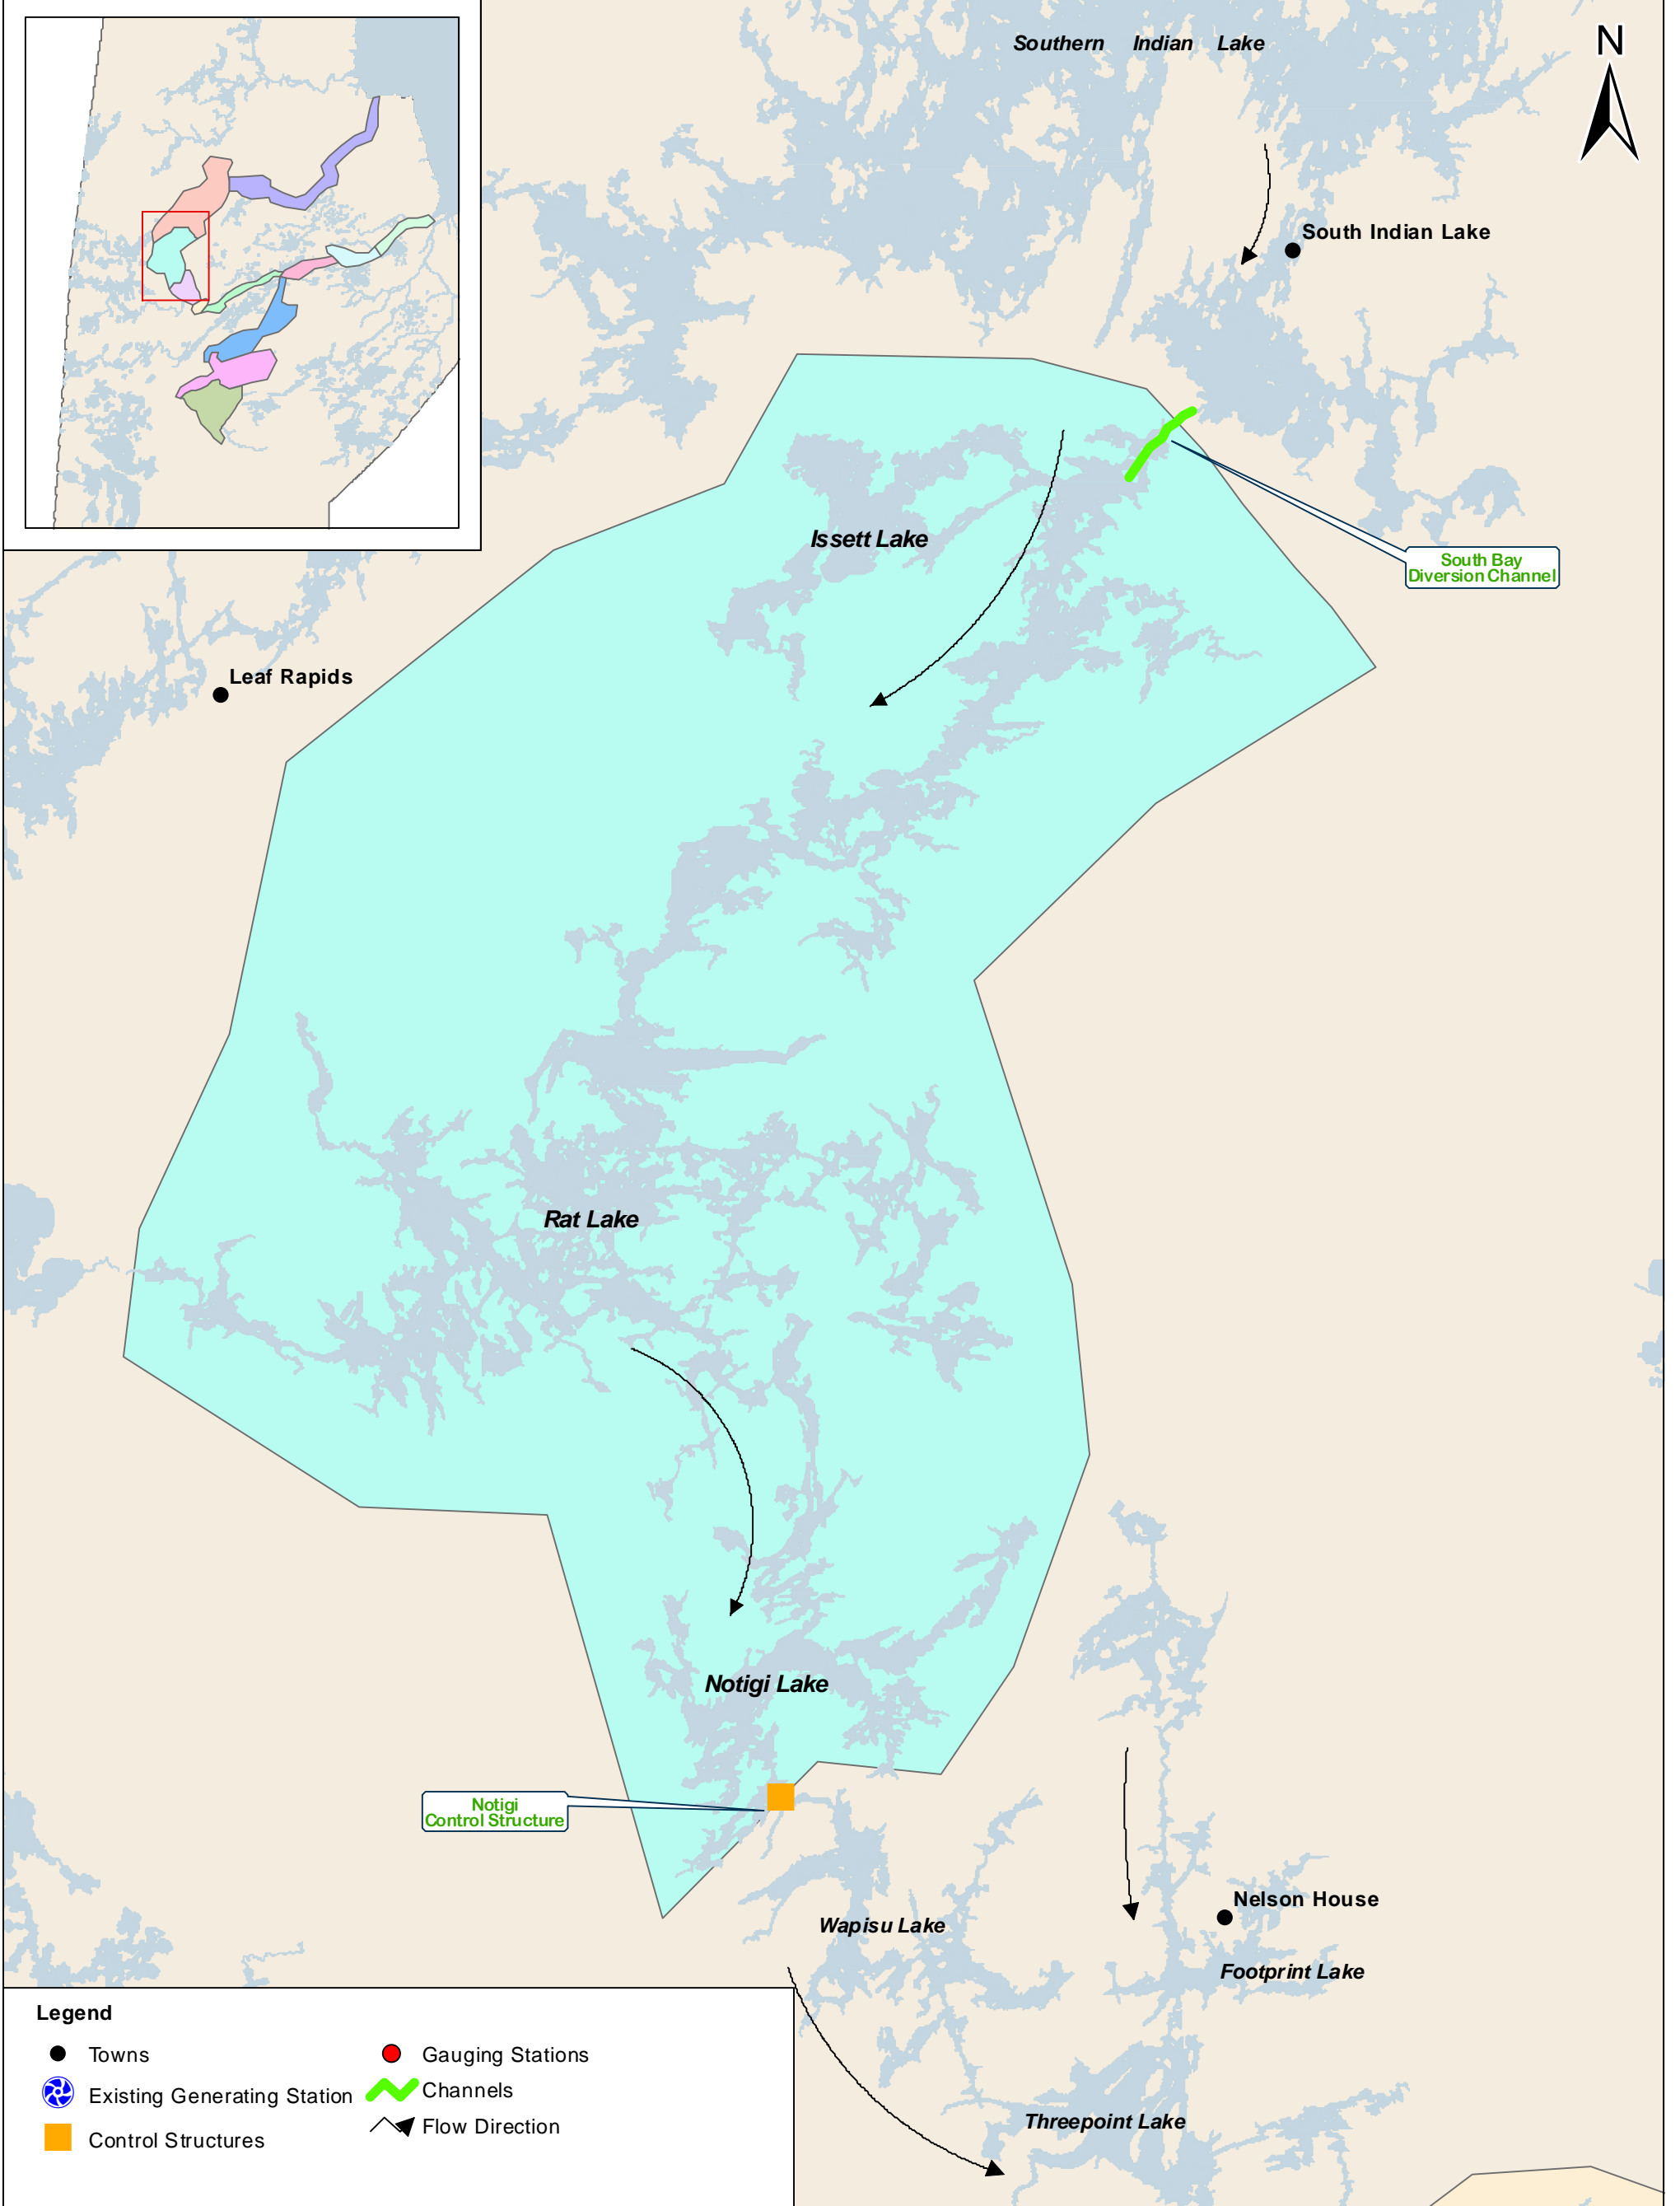 Southern Indian Lake
N
South Indian Lake
Issett Lake
South Bay
Diversion Channel
Leaf Rapids
Rat Lake
Notigi Lake
Notigi
Control Structure
Nelson House
Wapisu Lake
Footprint Lake
Threepoint Lake
Legend
Towns
Existing Generating Station
Control Structures
Gauging Stations
Channels
Flow Direction